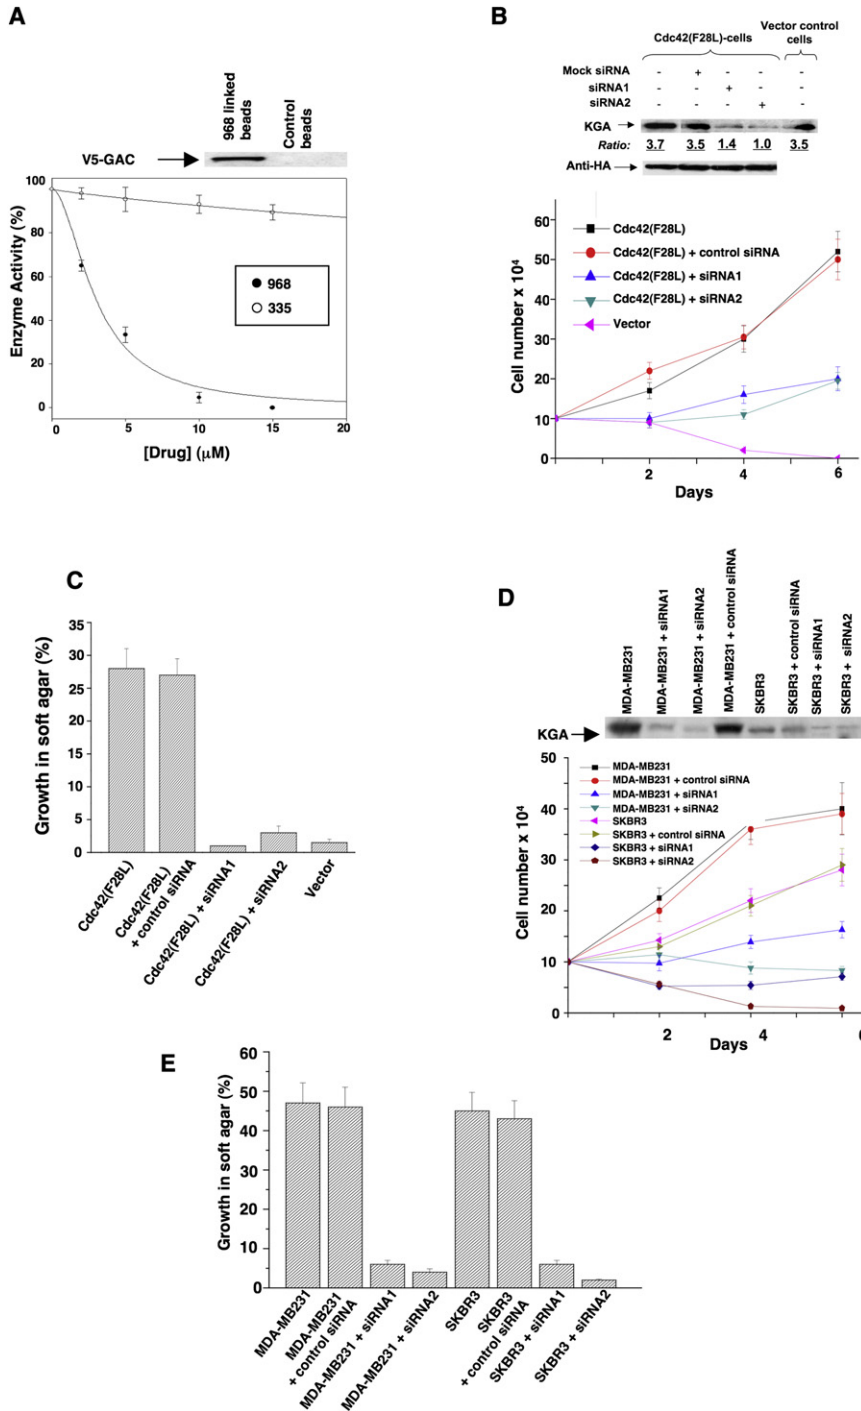 A
968 linked
beads
Control
beads
V5-GAC
100
80
60
40
20
0
Enzyme Activity (%)
968
335
0
5
10
15
20
[Drug] (μM)
B
Cdc42(F28L)-cells
Vector control
cells
Mock siRNA - + - - -
siRNA1 - - + - -
siRNA2 - - - + -
KGA
Ratio: 3.7 3.5 1.4 1.0 3.5
Anti-HA
60
50
40
30
20
10
0
Cell number x 10⁴
Cdc42(F28L)
Cdc42(F28L) + control siRNA
Cdc42(F28L) + siRNA1
Cdc42(F28L) + siRNA2
Vector
2
4
6
Days
C
35
30
25
20
15
10
5
0
Growth in soft agar (%)
Cdc42(F28L)
Cdc42(F28L)
+ control siRNA
Cdc42(F28L) + siRNA1
Cdc42(F28L) + siRNA2
Vector
D
MDA-MB231
MDA-MB231 + siRNA1
MDA-MB231 + siRNA2
MDA-MB231 + control siRNA
SKBR3
SKBR3 + control siRNA
SKBR3 + siRNA1
SKBR3 + siRNA2
KGA
50
40
30
20
10
0
Cell number x 10⁴
MDA-MB231
MDA-MB231 + control siRNA
MDA-MB231 + siRNA1
MDA-MB231 + siRNA2
SKBR3
SKBR3 + control siRNA
SKBR3 + siRNA1
SKBR3 + siRNA2
2
4
Days
E
60
50
40
30
20
10
0
Growth in soft agar (%)
MDA-MB231
MDA-MB231
+ control siRNA
MDA-MB231 + siRNA1
MDA-MB231 + siRNA2
SKBR3
SKBR3
+ control siRNA
SKBR3 + siRNA1
SKBR3 + siRNA2